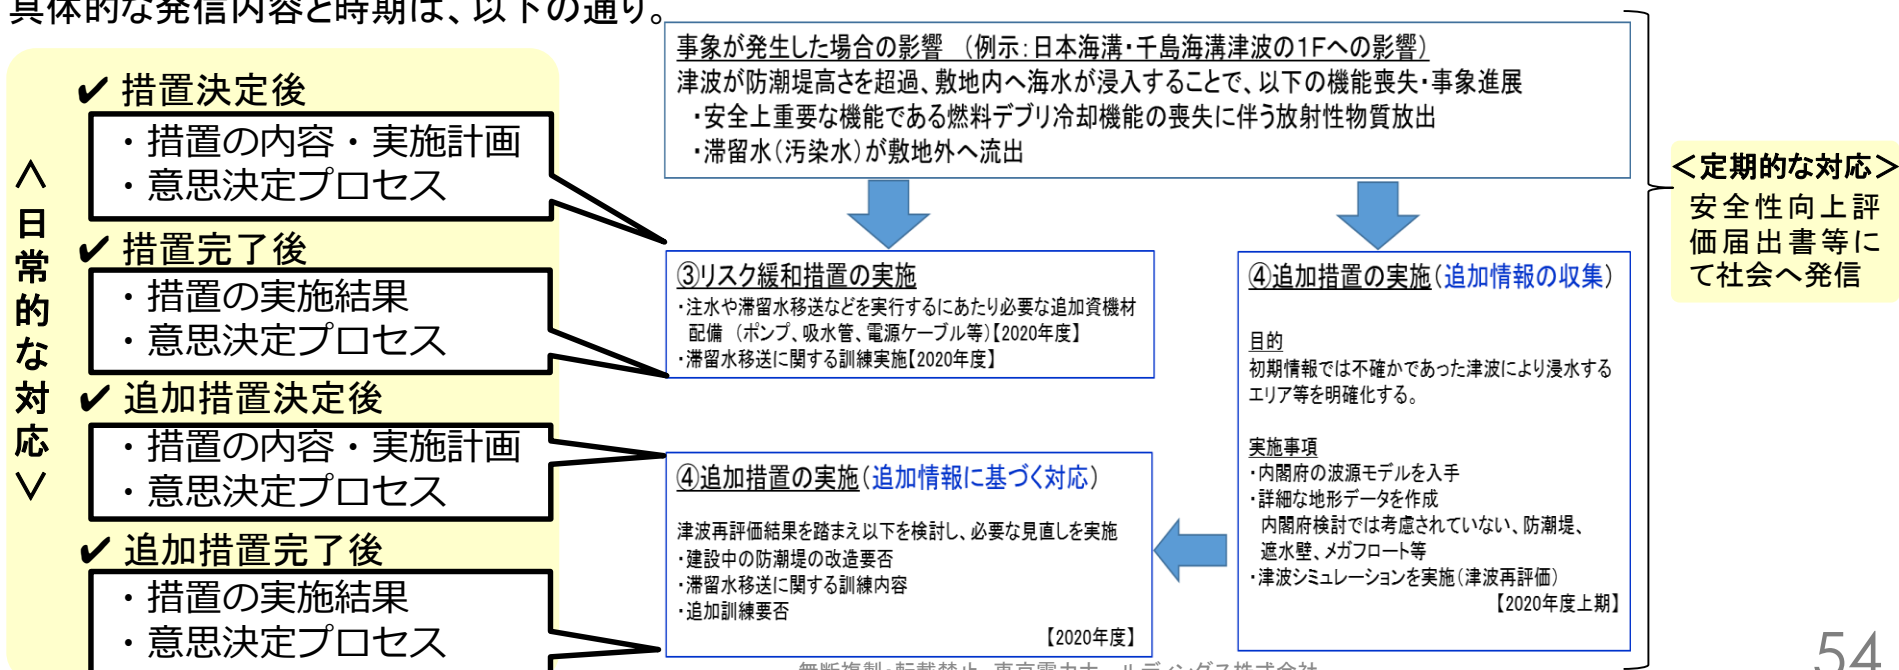 具体的な発信内容と時期は、以下の通り。
＜日常的な対応＞
✔ 措置決定後
・措置の内容・実施計画
・意思決定プロセス
✔ 措置完了後
・措置の実施結果
・意思決定プロセス
✔ 追加措置決定後
・措置の内容・実施計画
・意思決定プロセス
✔ 追加措置完了後
・措置の実施結果
・意思決定プロセス
事象が発生した場合の影響 （例示：日本海溝・千島海溝津波の1Fへの影響）
津波が防潮堤高さを超過、敷地内へ海水が浸入することで、以下の機能喪失・事象進展
・安全上重要な機能である燃料デブリ冷却機能の喪失に伴う放射性物質放出
・滞留水（汚染水）が敷地外へ流出
③リスク緩和措置の実施
・注水や滞留水移送などを実行するにあたり必要な追加資機材
配備 （ポンプ、吸水管、電源ケーブル等）【2020年度】
・滞留水移送に関する訓練実施【2020年度】
④追加措置の実施（追加情報の収集）
目的
初期情報では不確かであった津波により浸水する
エリア等を明確化する。
実施事項
・内閣府の波源モデルを入手
・詳細な地形データを作成
内閣府検討では考慮されていない、防潮堤、
遮水壁、メガフロート等
・津波シミュレーションを実施（津波再評価）
【2020年度上期】
④追加措置の実施（追加情報に基づく対応）
津波再評価結果を踏まえ以下を検討し、必要な見直しを実施
・建設中の防潮堤の改造要否
・滞留水移送に関する訓練内容
・追加訓練要否
【2020年度】
＜定期的な対応＞
安全性向上評
価届出書等に
て社会へ発信
無断複製・転載禁止 東京電力ホールディングス株式会社
54